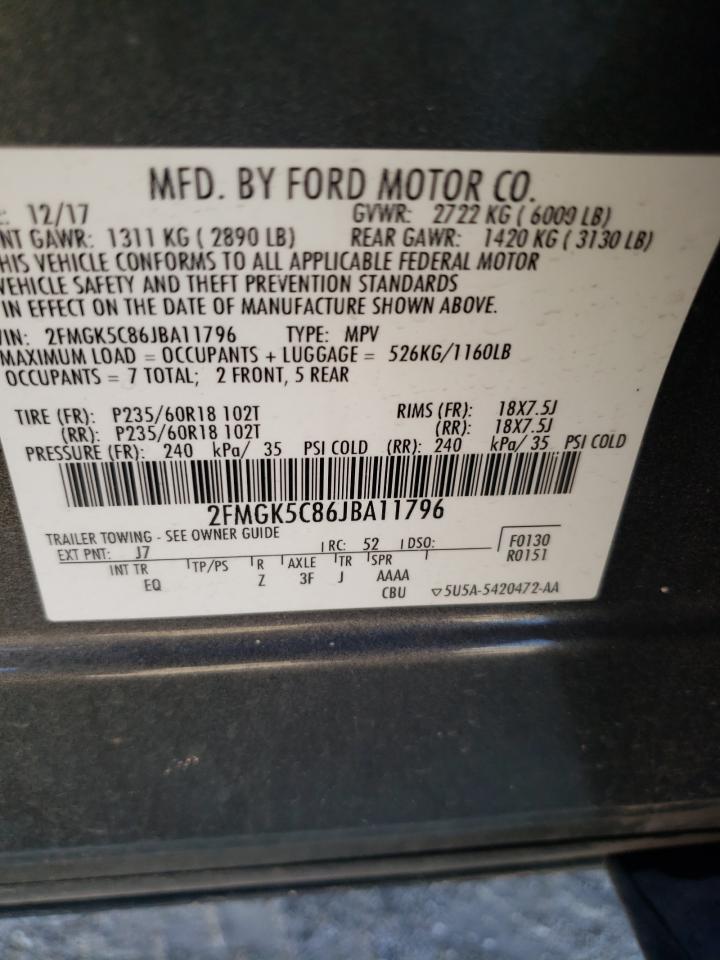 MFD. BY FORD MOTOR CO.
: 12/17 GVWR: 2722 KG ( 6000 LB)
NT GAWR: 1311 KG ( 2890 LB) REAR GAWR: 1420 KG ( 3130 LB)
HIS VEHICLE CONFORMS TO ALL APPLICABLE FEDERAL MOTOR
VEHICLE SAFETY AND THEFT PREVENTION STANDARDS
IN EFFECT ON THE DATE OF MANUFACTURE SHOWN ABOVE.
VIN: 2FMGK5C86JBA11796 TYPE: MPV
MAXIMUM LOAD = OCCUPANTS + LUGGAGE = 526KG/1160LB
OCCUPANTS = 7 TOTAL; 2 FRONT, 5 REAR
TIRE (FR): P235/60R18 102T RIMS (FR): 18X7.5J
(RR): P235/60R18 102T (RR): 18X7.5J
PRESSURE (FR): 240 kPa/ 35 PSI COLD (RR): 240 kPa/ 35 PSI COLD
2FMGK5C86JBA11796
TRAILER TOWING - SEE OWNER GUIDE
EXT PNT: J7 RC: 52 DSO: F0130
R0151
INT TR TP/PS R AXLE TR SPR
EQ Z 3F J AAAA
CBU ▽5U5A-5420472-AA